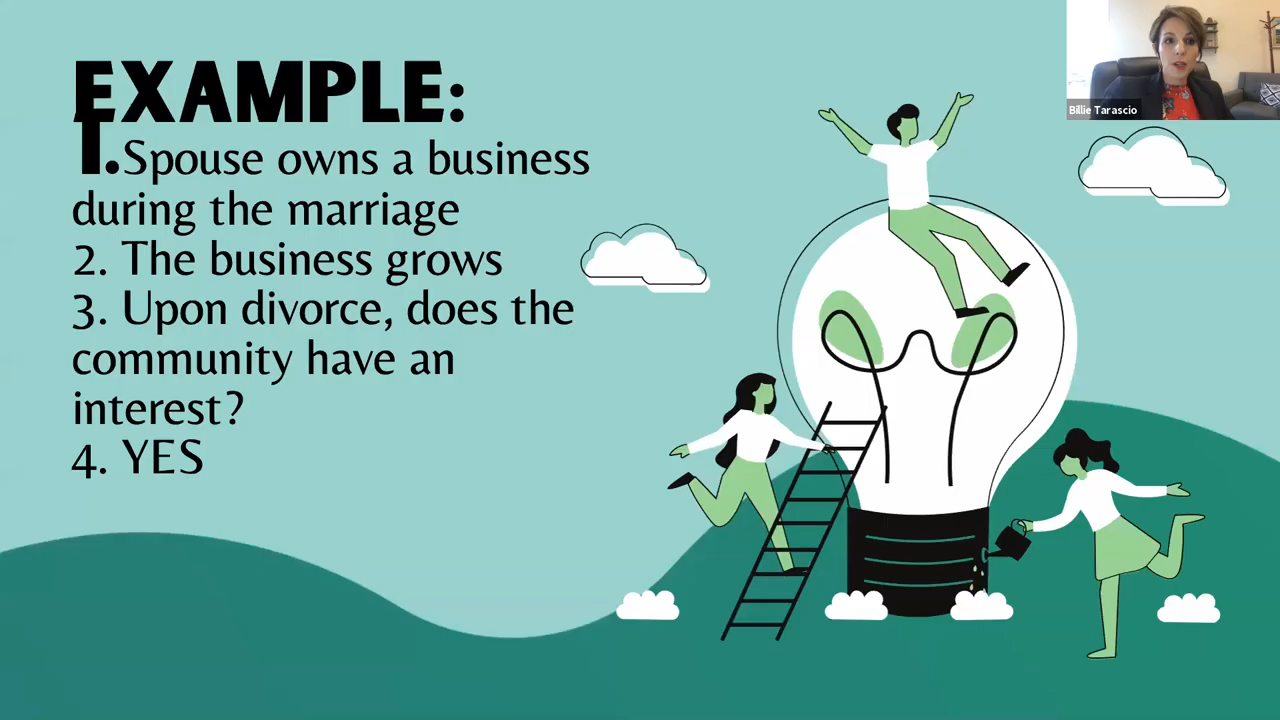 EXAMPLE:
1.Spouse owns a business
during the marriage
2. The business grows
3. Upon divorce, does the
community have an
interest?
4. YES
Billie Tarascio